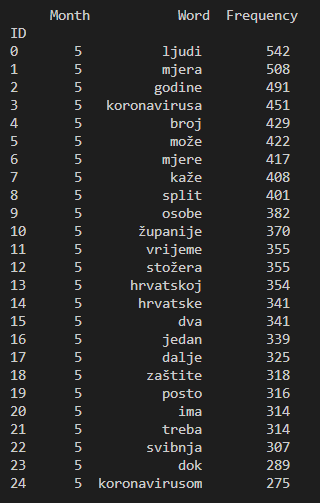 Month Word Frequency
ID
0 5 ljudi 542
1 5 mjera 508
2 5 godine 491
3 5 koronavirusa 451
4 5 broj 429
5 5 može 422
6 5 mjere 417
7 5 kaže 408
8 5 split 401
9 5 osobe 382
10 5 županije 370
11 5 vrijeme 355
12 5 stožera 355
13 5 hrvatskoj 354
14 5 hrvatske 341
15 5 dva 341
16 5 jedan 339
17 5 dalje 325
18 5 zaštite 318
19 5 posto 316
20 5 ima 314
21 5 treba 314
22 5 svibnja 307
23 5 dok 289
24 5 koronavirusom 275